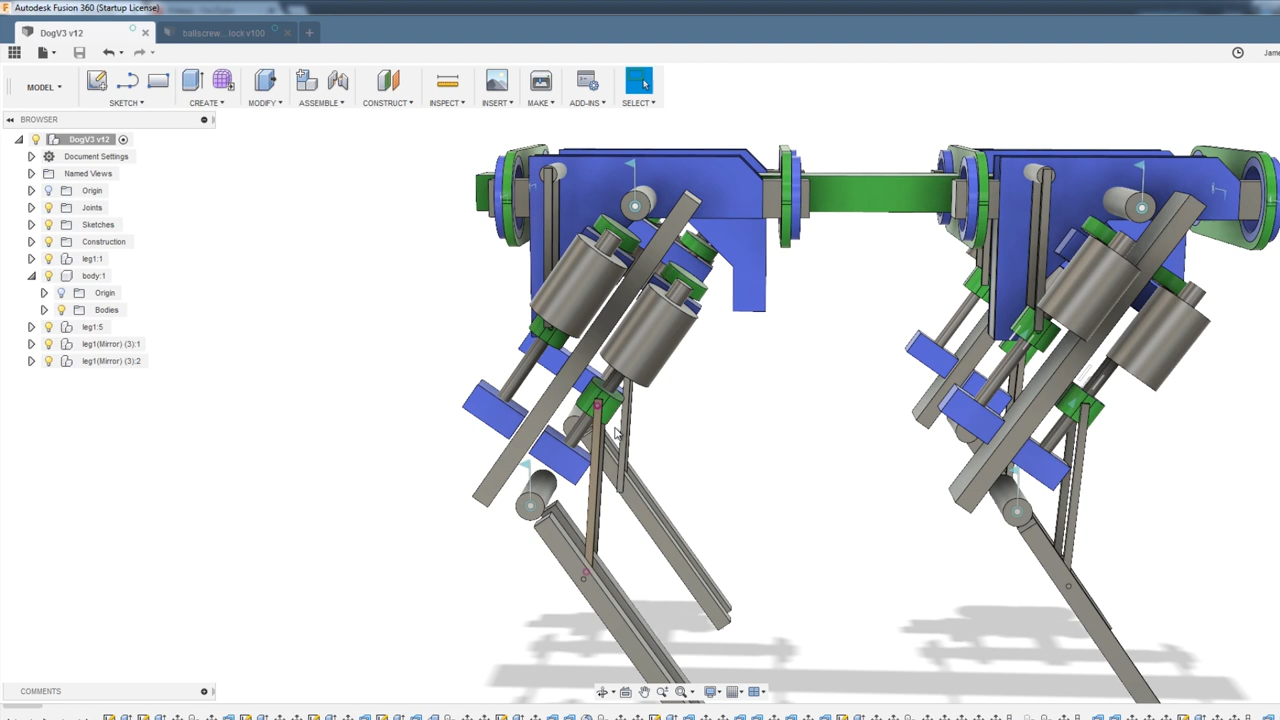 Autodesk Fusion 360 (Startup License)
DogV3 v12
ballscrew...lock v100
Jame
MODEL
SKETCH
CREATE
MODIFY
ASSEMBLE
CONSTRUCT
INSPECT
INSERT
MAKE
ADD-INS
SELECT
BROWSER
DogV3 v12
Document Settings
Named Views
Origin
Joints
Sketches
Construction
leg1:1
body:1
Origin
Bodies
leg1:5
leg1(Mirror) (3):1
leg1(Mirror) (3):2
COMMENTS